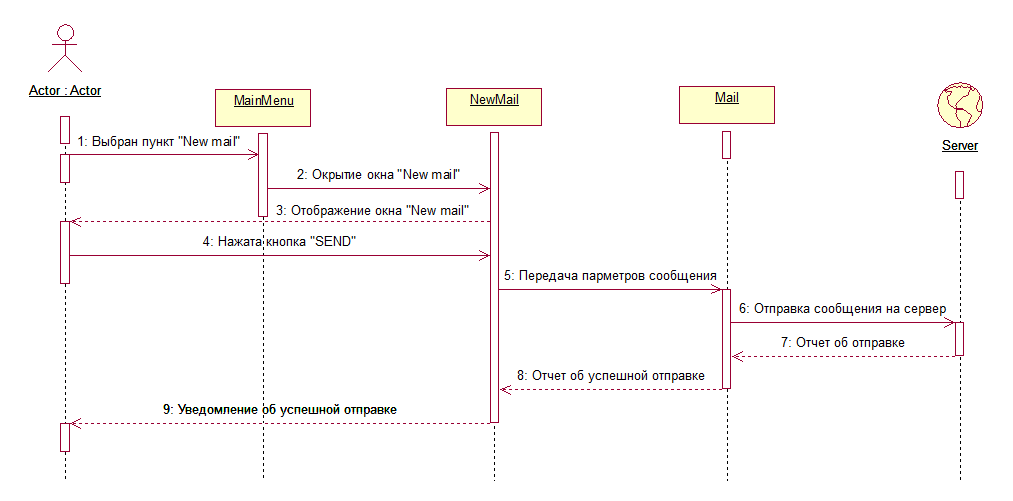 Actor : Actor
MainMenu
NewMail
Mail
Server
1: Выбран пункт "New mail"
2: Окрытие окна "New mail"
3: Отображение окна "New mail"
4: Нажата кнопка "SEND"
5: Передача парметров сообщения
6: Отправка сообщения на сервер
7: Отчет об отправке
8: Отчет об успешной отправке
9: Уведомление об успешной отправке